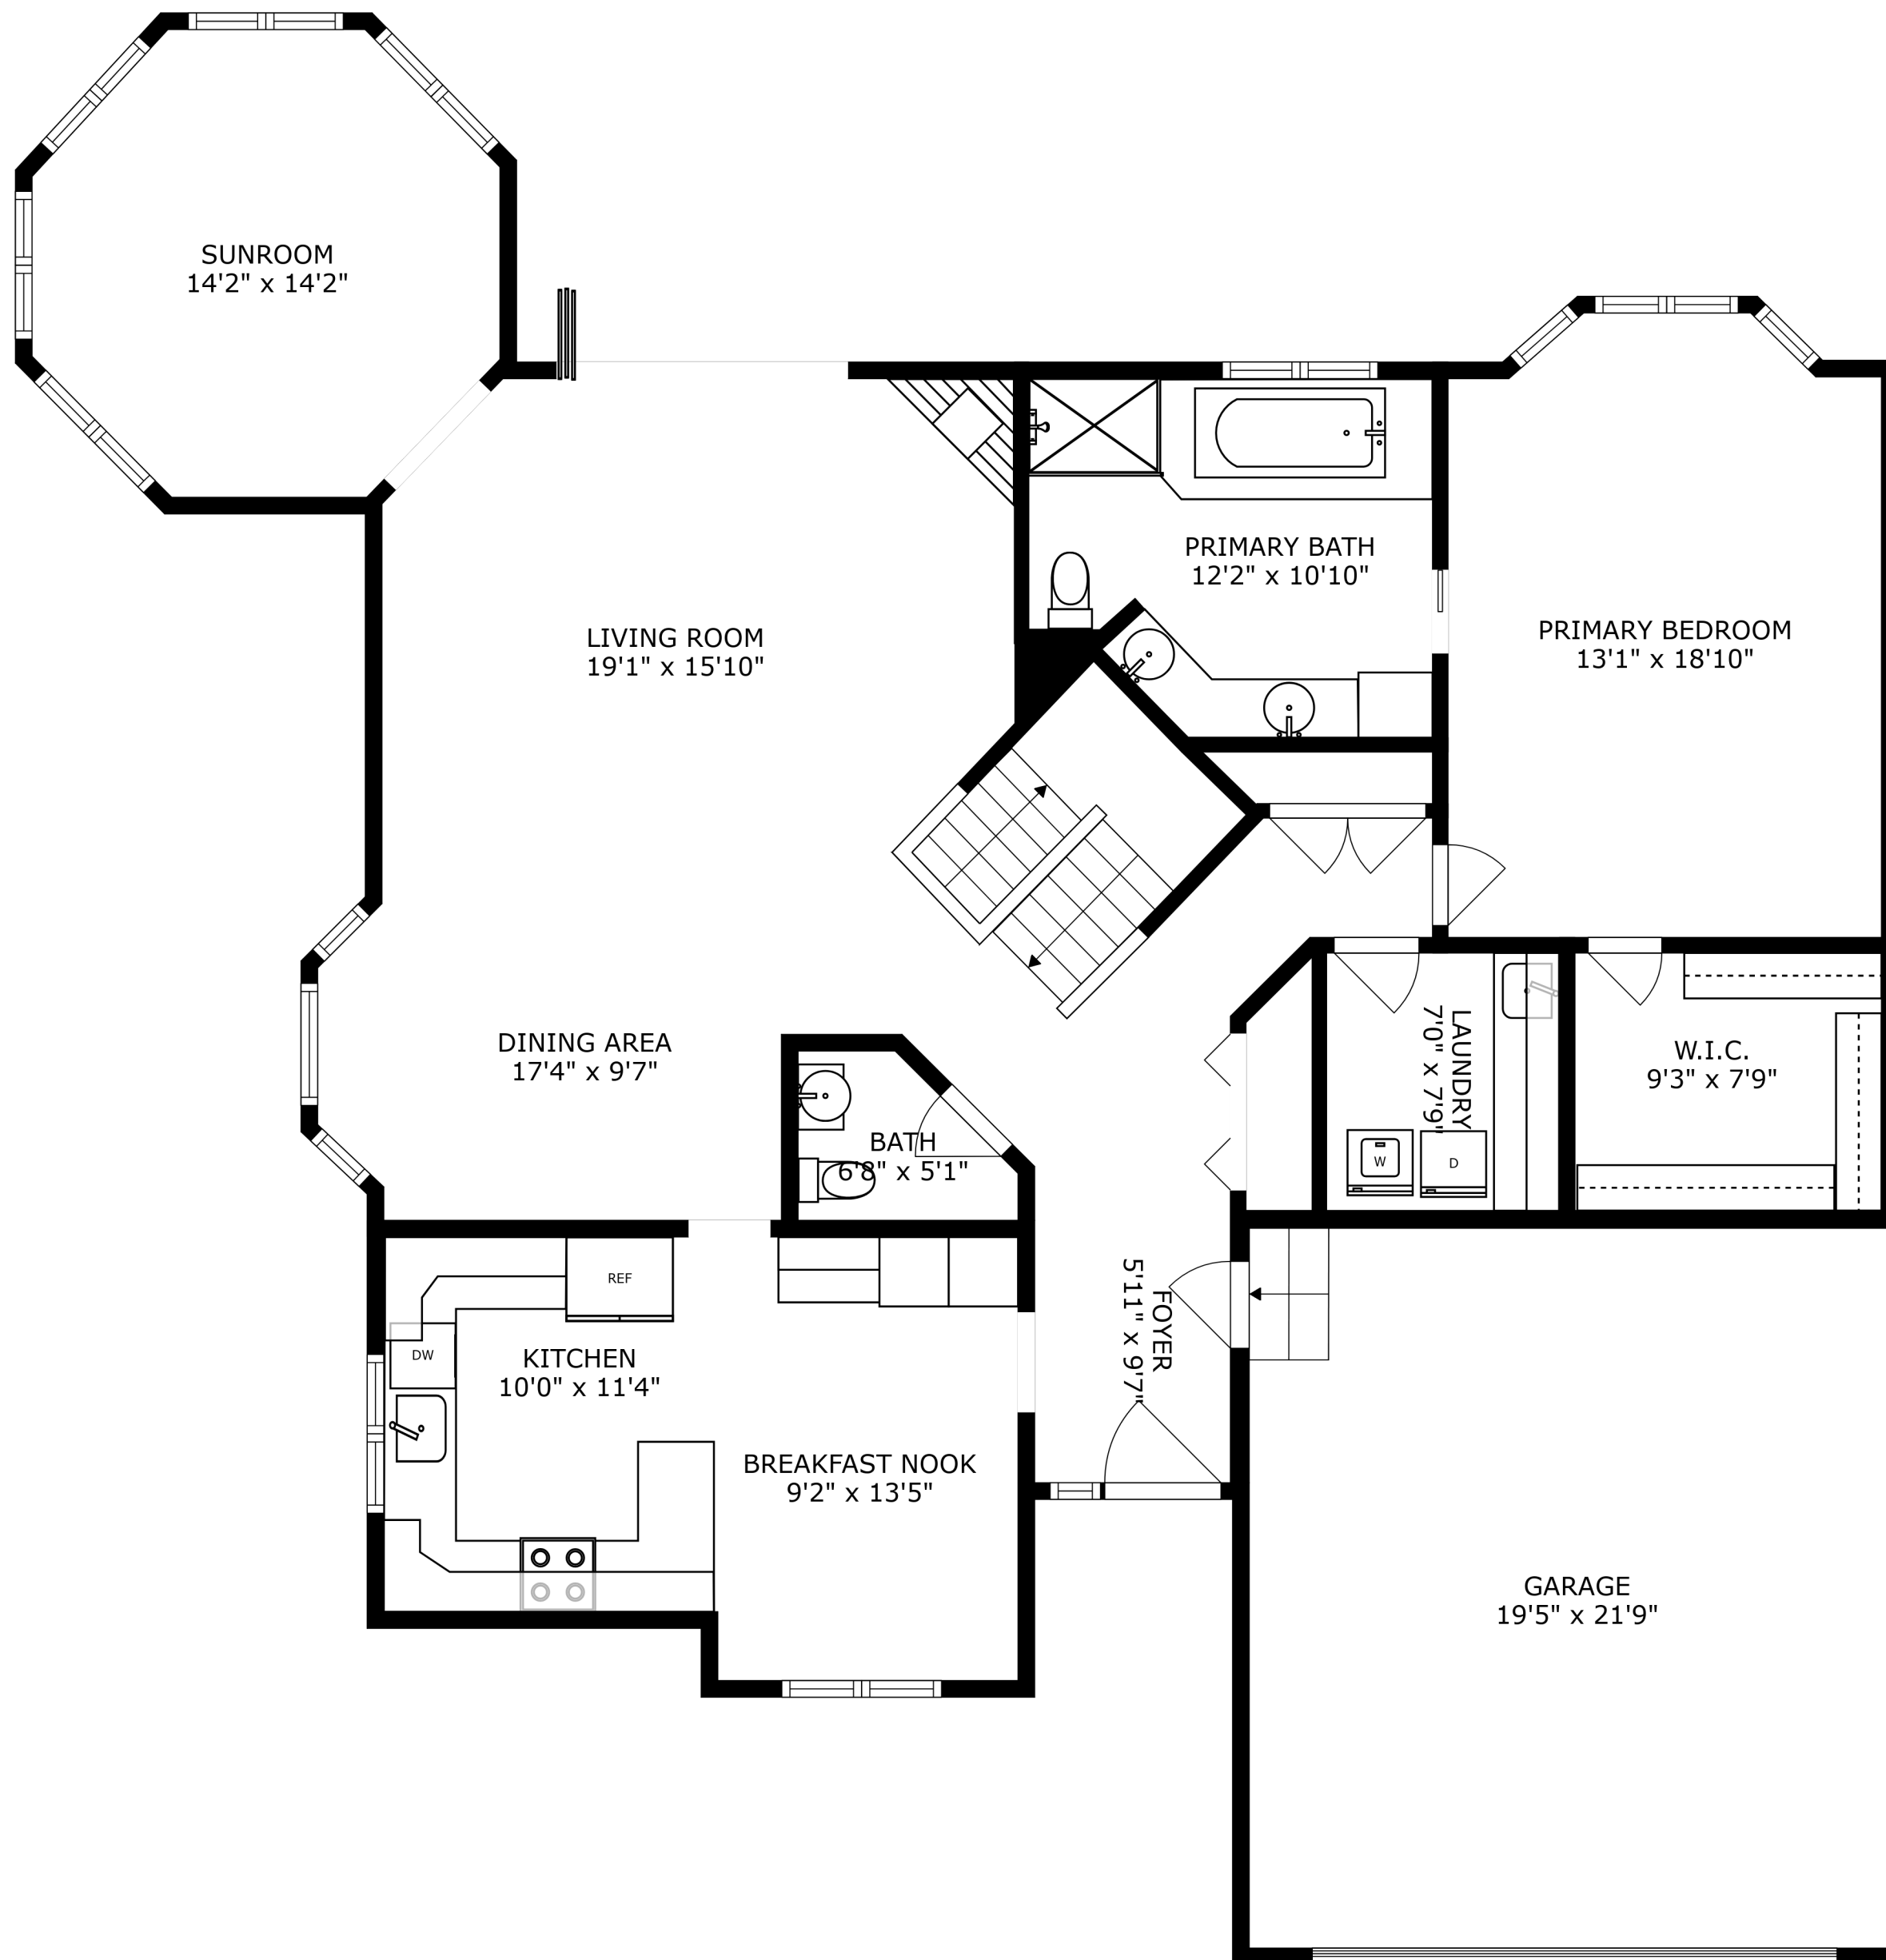 SUNROOM
14'2" x 14'2"
PRIMARY BATH
12'2" x 10'10"
LIVING ROOM
19'1" x 15'10"
PRIMARY BEDROOM
13'1" x 18'10"
DINING AREA
17'4" x 9'7"
BATH
6'8" x 5'1"
LAUNDRY
7'0" x 7'9"
W.I.C.
9'3" x 7'9"
W
D
REF
DW
KITCHEN
10'0" x 11'4"
FOYER
5'11" x 9'7"
BREAKFAST NOOK
9'2" x 13'5"
GARAGE
19'5" x 21'9"